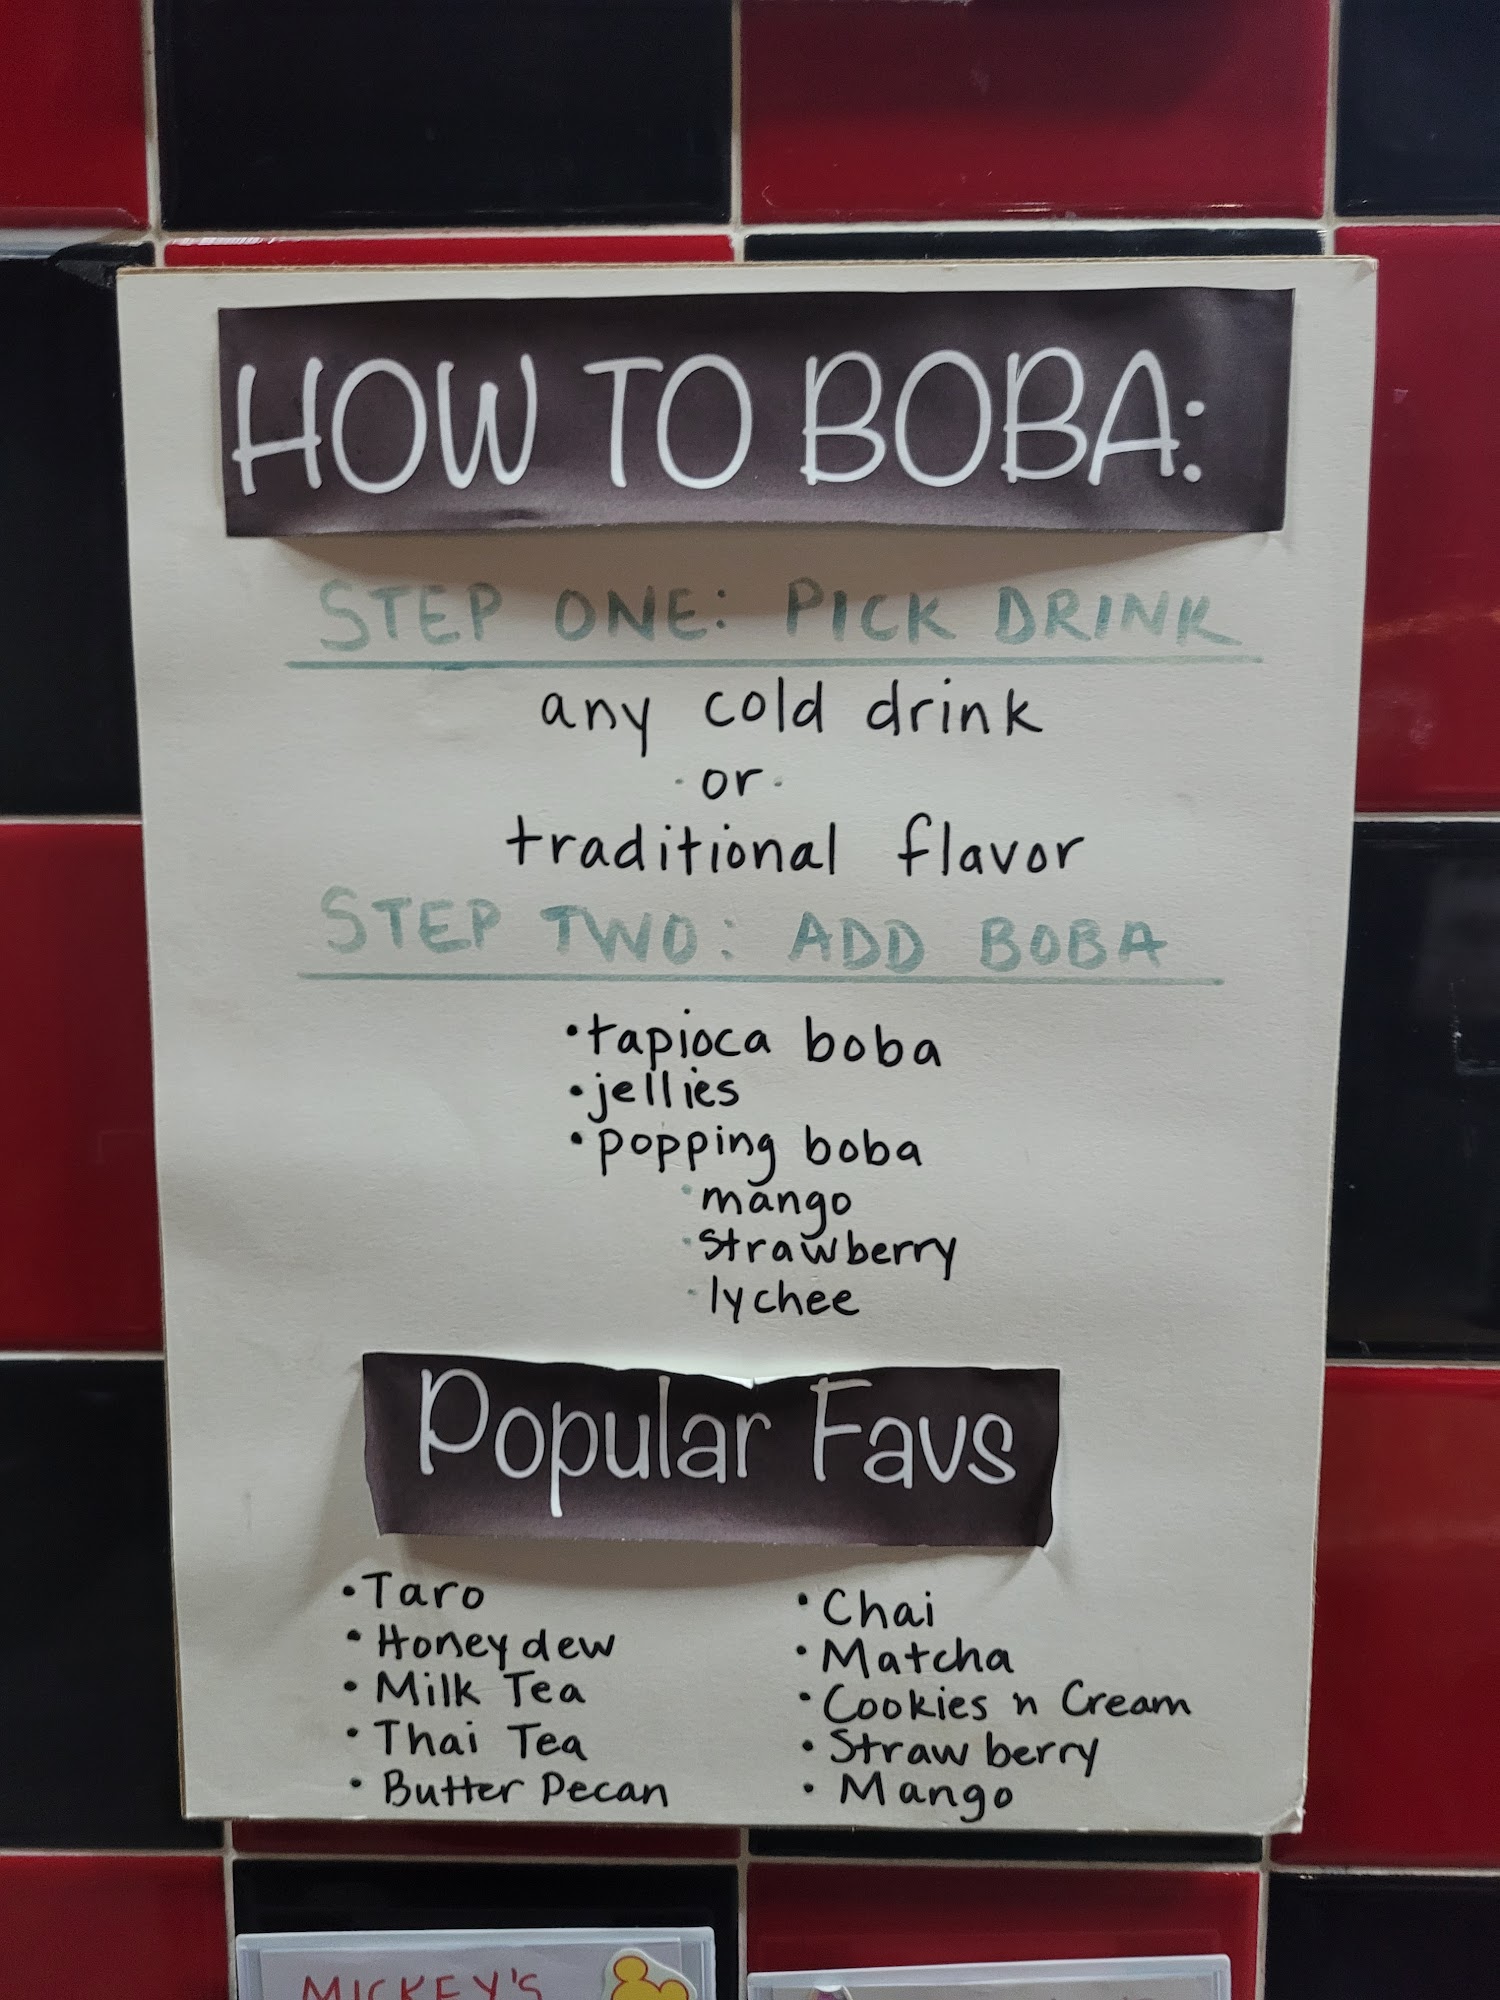 HOW TO BOBA:
STEP ONE: PICK DRINK
any cold drink
·or·
traditional flavor
STEP TWO: ADD BOBA
•tapioca boba
•jellies
•popping boba
·mango
·strawberry
·lychee
Popular Favs
•Taro
•Honeydew
•Milk Tea
•Thai Tea
•Butter Pecan
•Chai
•Matcha
•Cookies n Cream
•Strawberry
•Mango
MICKEY'S